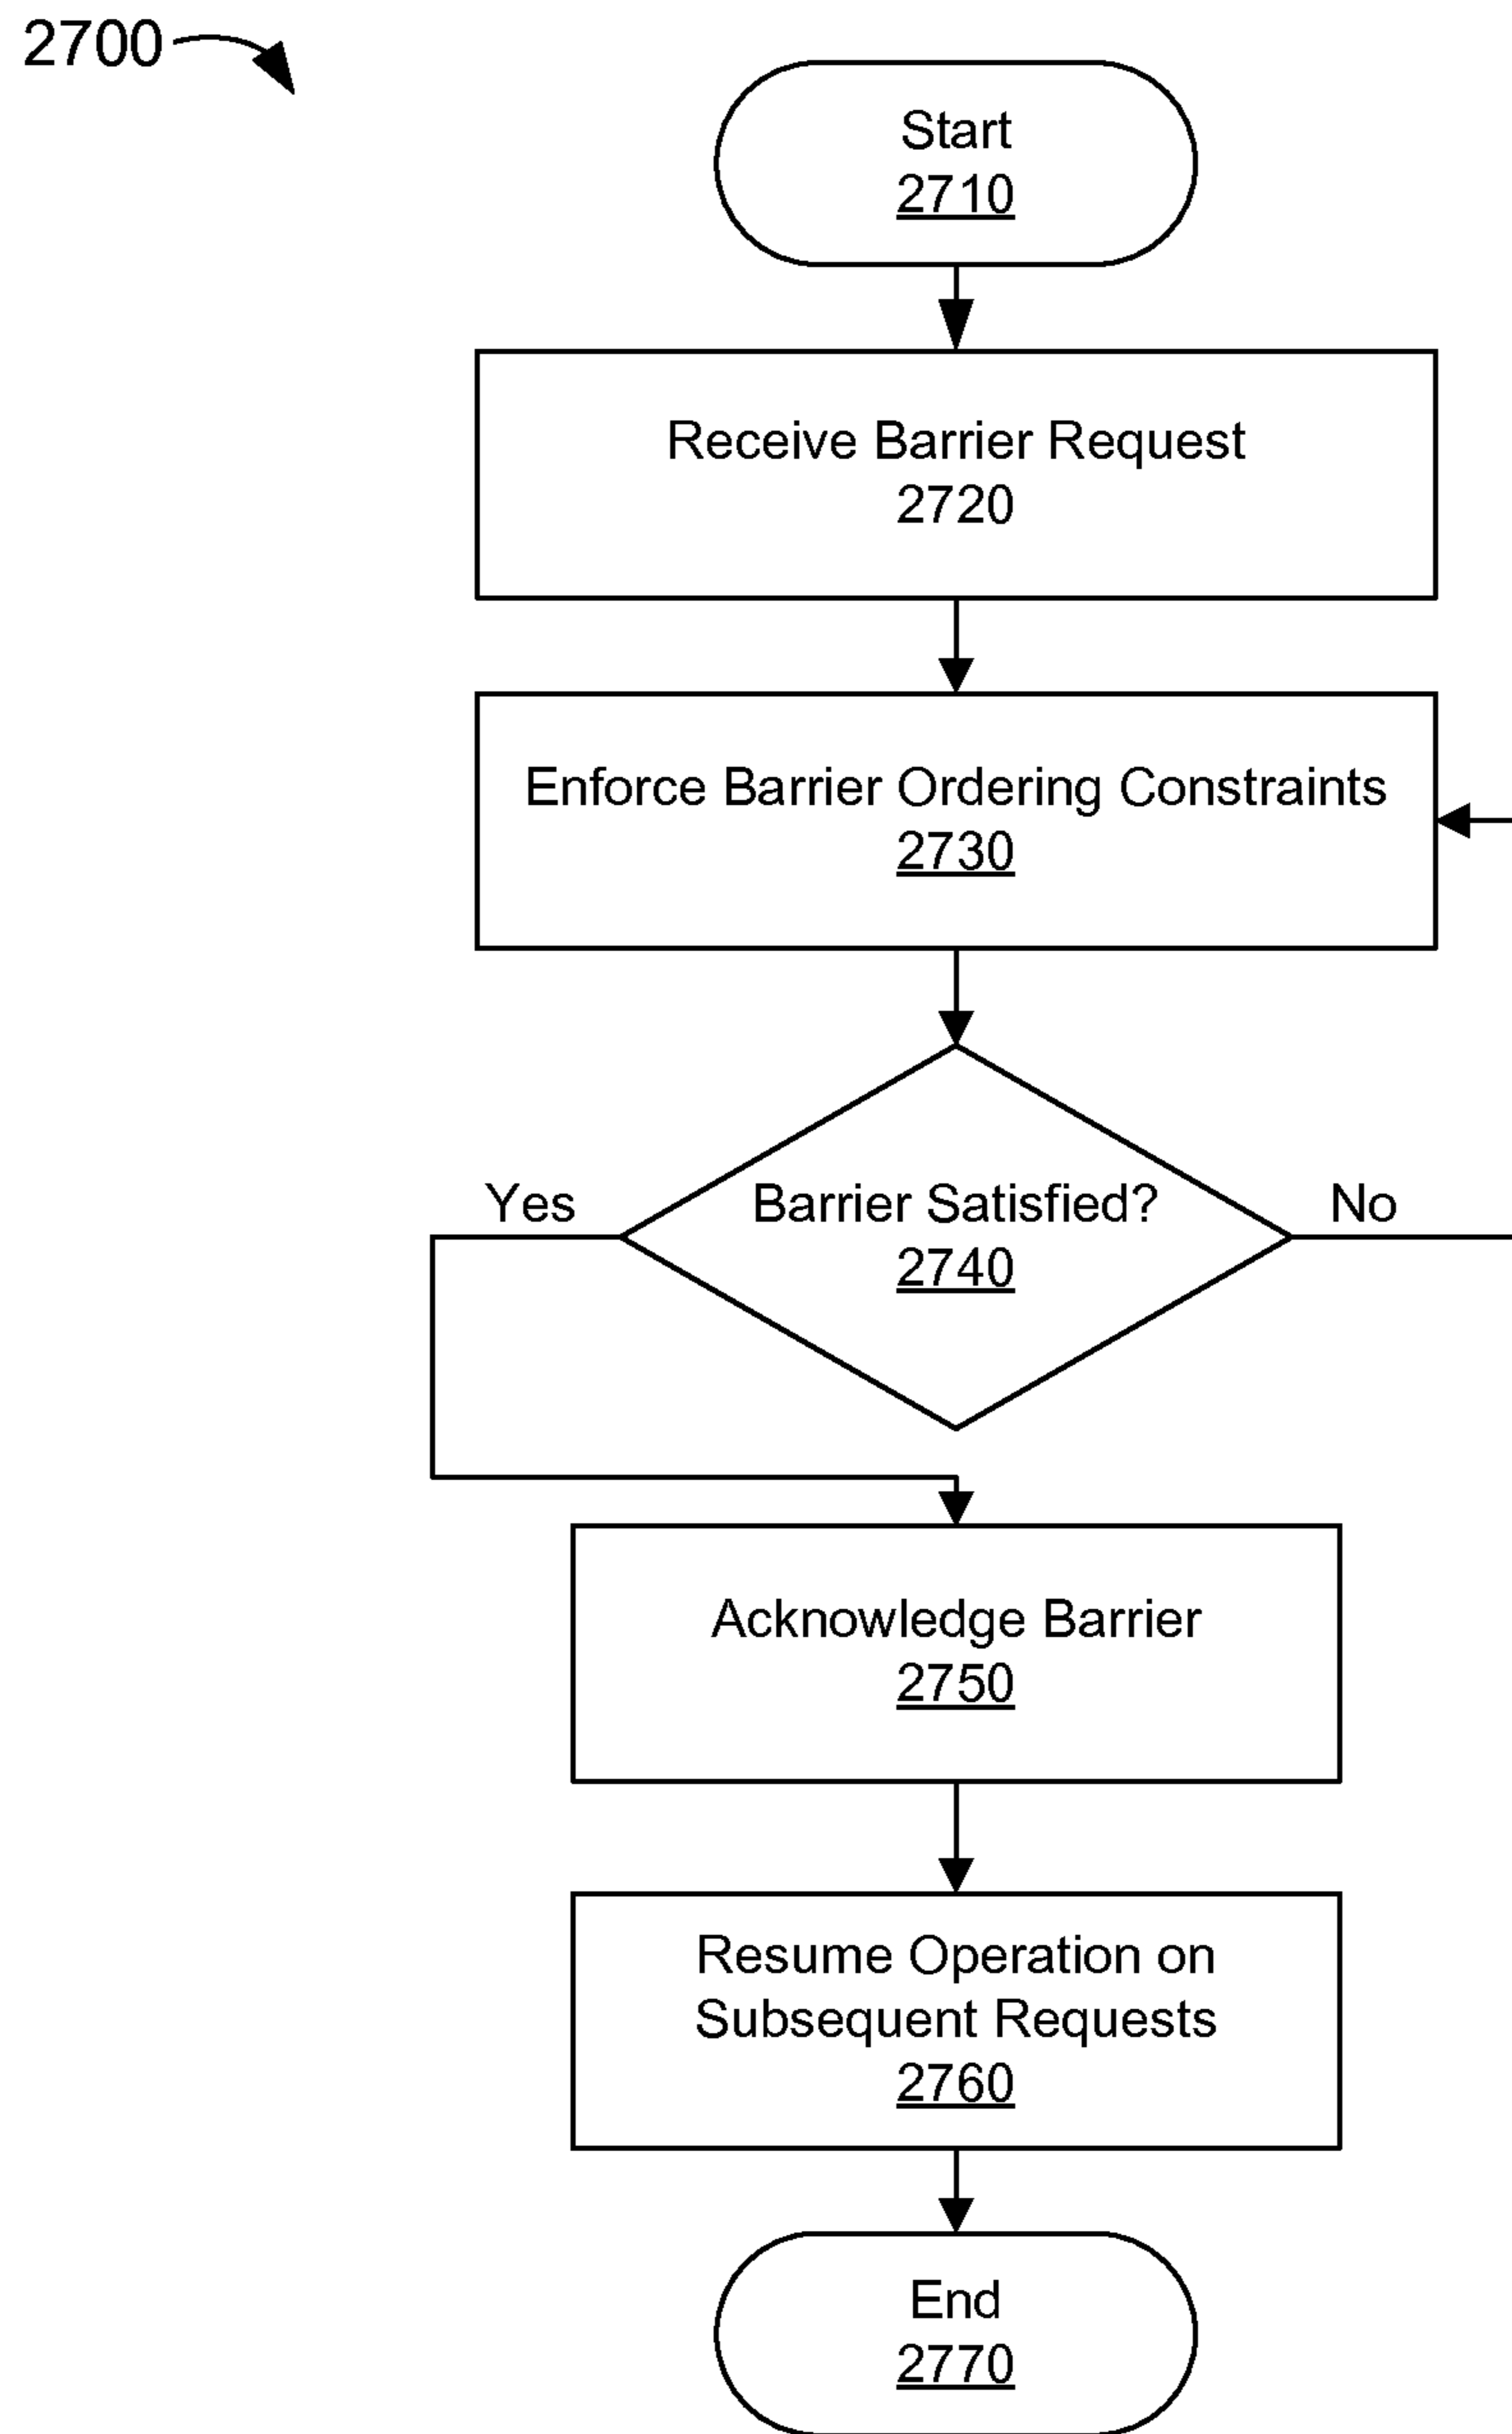 2700
Start
2710
Receive Barrier Request
2720
Enforce Barrier Ordering Constraints
2730
Barrier Satisfied?
2740
Yes
No
Acknowledge Barrier
2750
Resume Operation on
Subsequent Requests
2760
End
2770